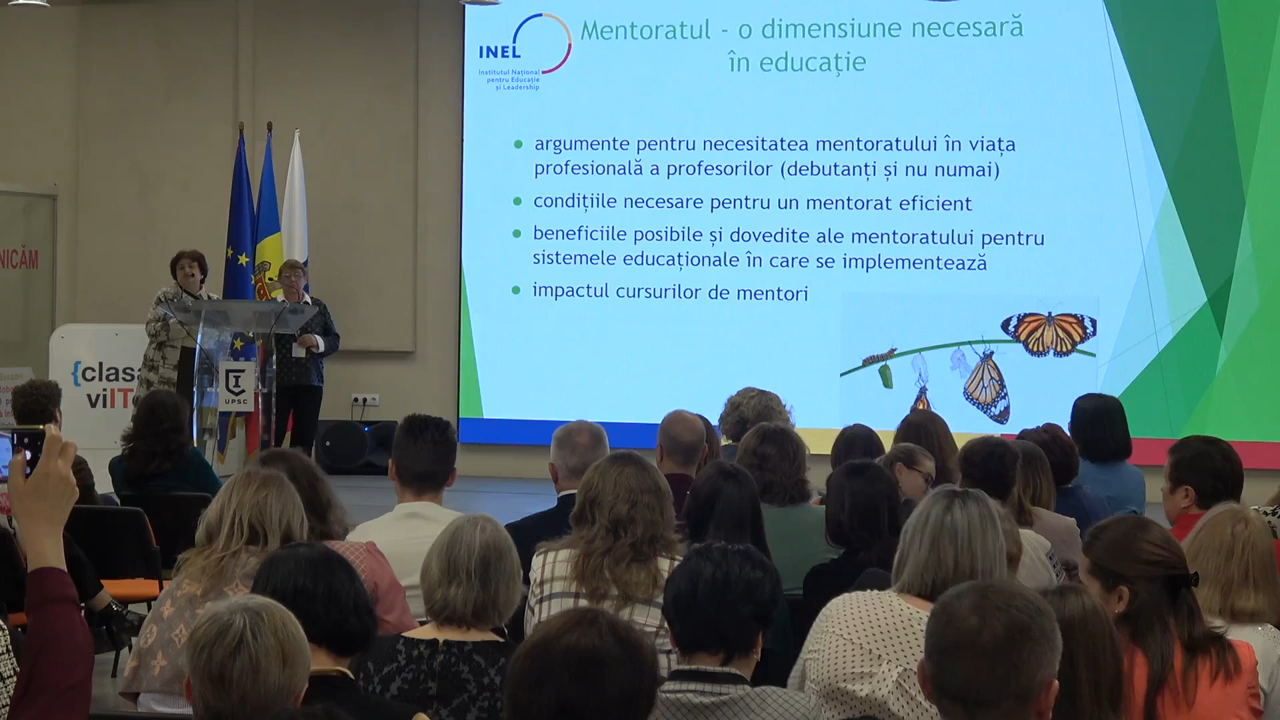 INEL
Institutul Național
pentru Educație
și Leadership
Mentoratul - o dimensiune necesară
în educație
argumente pentru necesitatea mentoratului în viața
profesională a profesorilor (debutanți și nu numai)
condițiile necesare pentru un mentorat eficient
beneficiile posibile și dovedite ale mentoratului pentru
sistemele educaționale în care se implementează
impactul cursurilor de mentori
NICĂM
{clasa
viIT
UPSC